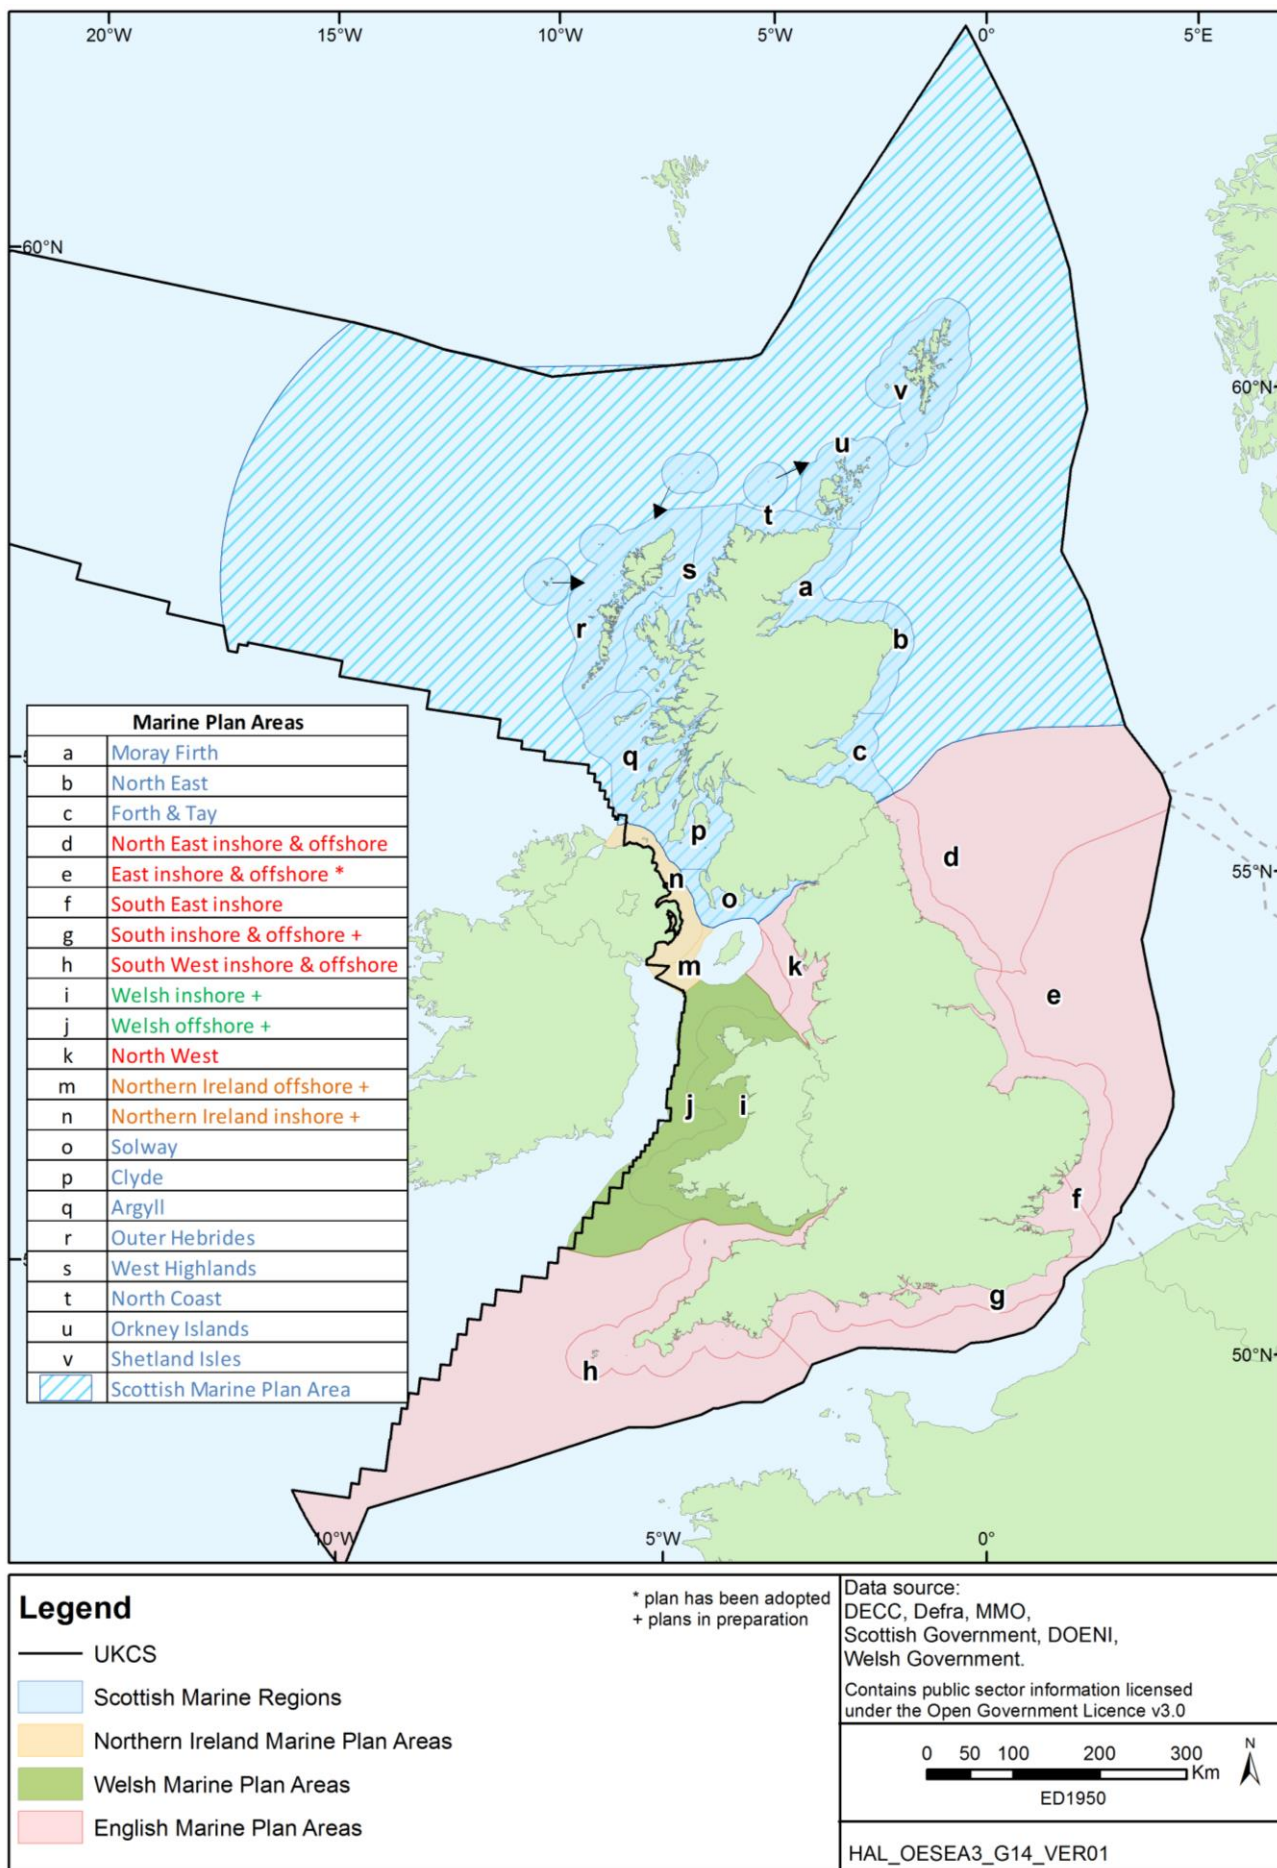 20°W 15°W 10°W 5°W 0° 5°E
60°N
60°N
v
u
t
s
a
r
b
Marine Plan Areas
a Moray Firth
b North East
c Forth & Tay
d North East inshore & offshore
e East inshore & offshore *
f South East inshore
g South inshore & offshore +
h South West inshore & offshore
i Welsh inshore +
j Welsh offshore +
k North West
m Northern Ireland offshore +
n Northern Ireland inshore +
o Solway
p Clyde
q Argyll
r Outer Hebrides
s West Highlands
t North Coast
u Orkney Islands
v Shetland Isles
Scottish Marine Plan Area
q
c
p
d
55°N
n
o
m
k
e
j
i
f
g
h
50°N
10°W 5°W 0°
Legend
* plan has been adopted
+ plans in preparation
UKCS
Scottish Marine Regions
Northern Ireland Marine Plan Areas
Welsh Marine Plan Areas
English Marine Plan Areas
Data source:
DECC, Defra, MMO,
Scottish Government, DOENI,
Welsh Government.
Contains public sector information licensed
under the Open Government Licence v3.0
0 50 100 200 300
Km
N
ED1950
HAL_OESEA3_G14_VER01